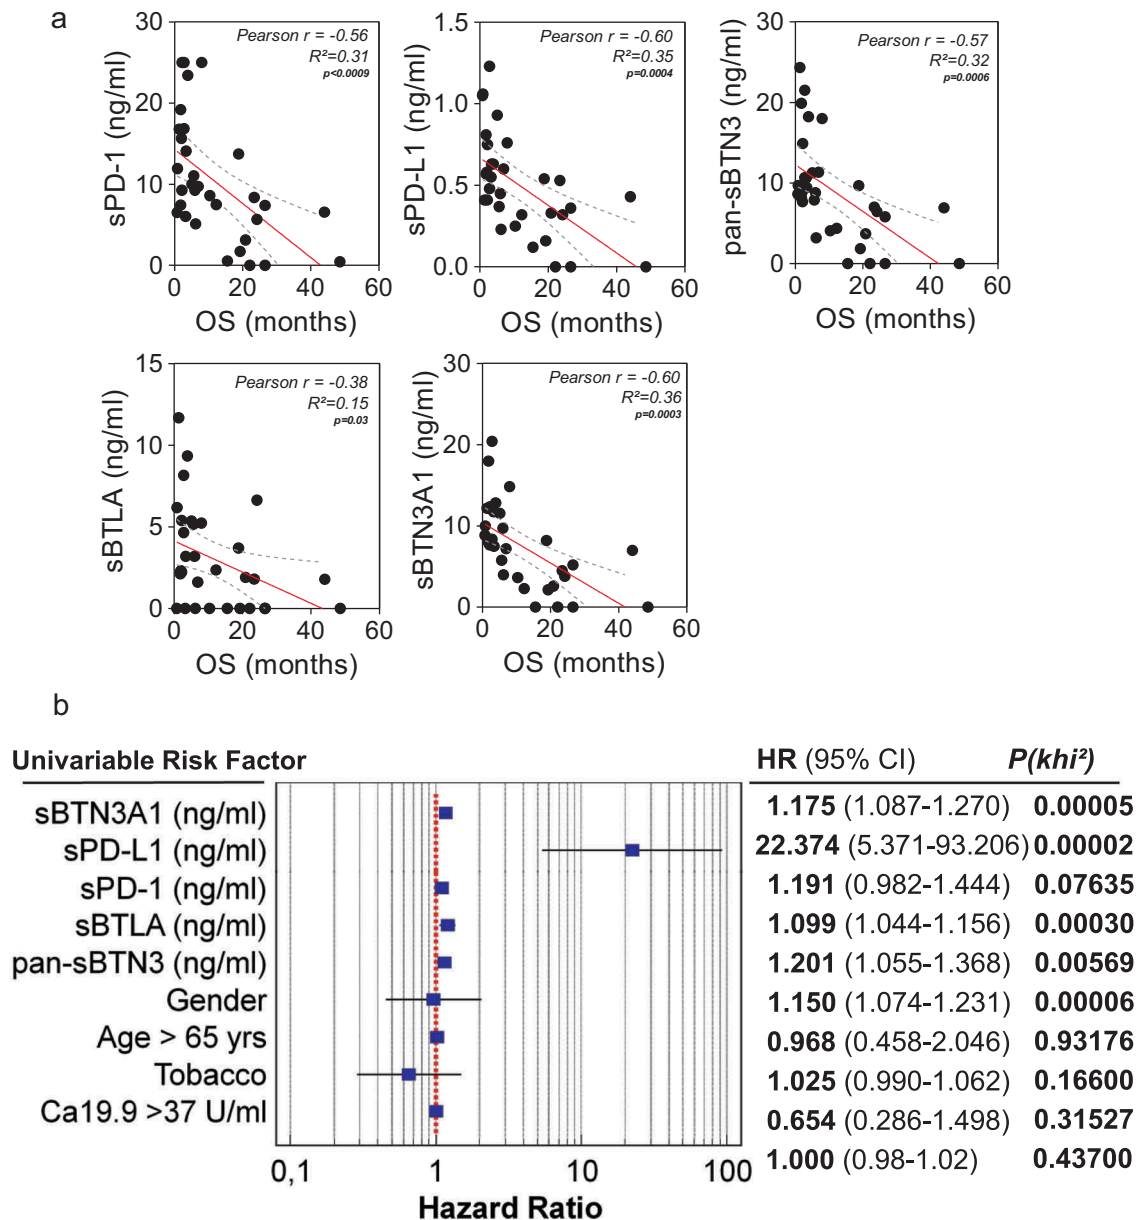 a
30
20
10
0
sPD-1 (ng/ml)
Pearson r = -0.56
R²=0.31
p<0.0009
0 20 40 60
OS (months)
1.5
1.0
0.5
0.0
sPD-L1 (ng/ml)
Pearson r = -0.60
R²=0.35
p=0.0004
0 20 40 60
OS (months)
30
20
10
0
pan-sBTN3 (ng/ml)
Pearson r = -0.57
R²=0.32
p=0.0006
0 20 40 60
OS (months)
15
10
5
0
sBTLA (ng/ml)
Pearson r = -0.38
R²=0.15
p=0.03
0 20 40 60
OS (months)
30
20
10
0
sBTN3A1 (ng/ml)
Pearson r = -0.60
R²=0.36
p=0.0003
0 20 40 60
OS (months)
b
Univariable Risk Factor HR (95% CI) P(khi²)
sBTN3A1 (ng/ml) 1.175 (1.087-1.270) 0.00005
sPD-L1 (ng/ml) 22.374 (5.371-93.206) 0.00002
sPD-1 (ng/ml) 1.191 (0.982-1.444) 0.07635
sBTLA (ng/ml) 1.099 (1.044-1.156) 0.00030
pan-sBTN3 (ng/ml) 1.201 (1.055-1.368) 0.00569
Gender 1.150 (1.074-1.231) 0.00006
Age > 65 yrs 0.968 (0.458-2.046) 0.93176
Tobacco 1.025 (0.990-1.062) 0.16600
Ca19.9 >37 U/ml 0.654 (0.286-1.498) 0.31527
1.000 (0.98-1.02) 0.43700
0,1 1 10 100
Hazard Ratio